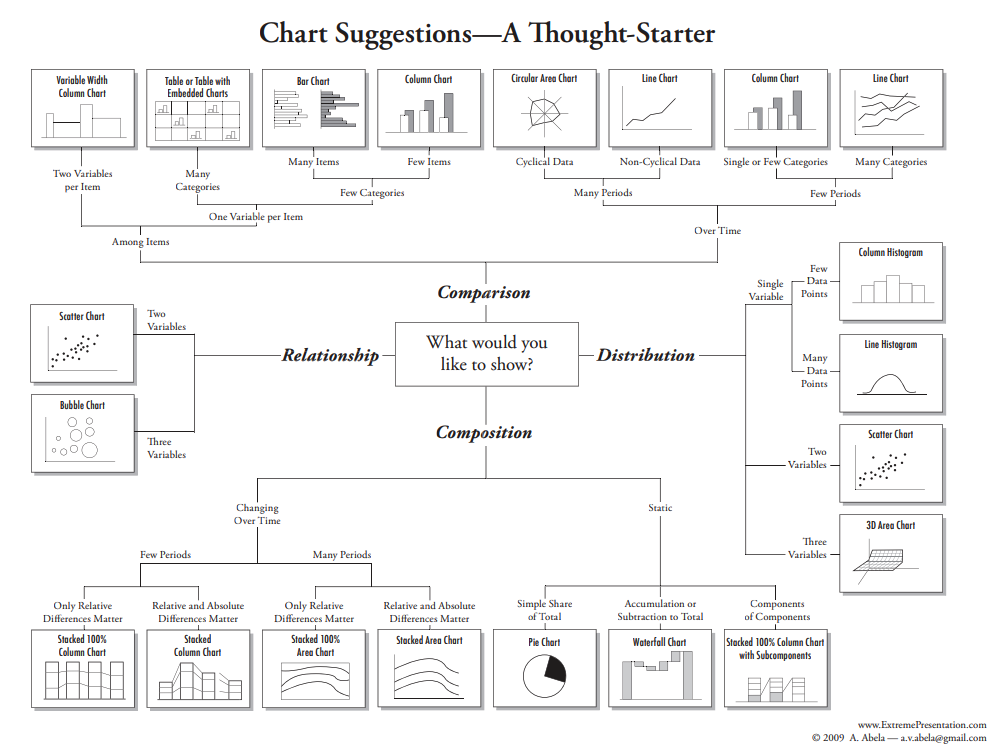 Chart Suggestions—A Thought-Starter
Variable Width
Column Chart
Table or Table with
Embedded Charts
Bar Chart
Column Chart
Circular Area Chart
Line Chart
Column Chart
Line Chart
Two Variables
per Item
Many
Categories
Many Items
Few Items
Cyclical Data
Non-Cyclical Data
Single or Few Categories
Many Categories
Few Categories
Many Periods
Few Periods
One Variable per Item
Among Items
Over Time
Comparison
What would you
like to show?
Relationship
Two
Variables
Scatter Chart
Three
Variables
Bubble Chart
Distribution
Single
Variable
Few
Data
Points
Column Histogram
Many
Data
Points
Line Histogram
Two
Variables
Scatter Chart
Three
Variables
3D Area Chart
Composition
Changing
Over Time
Static
Few Periods
Many Periods
Only Relative
Differences Matter
Relative and Absolute
Differences Matter
Only Relative
Differences Matter
Relative and Absolute
Differences Matter
Simple Share
of Total
Accumulation or
Subtraction to Total
Components
of Components
Stacked 100%
Column Chart
Stacked
Column Chart
Stacked 100%
Area Chart
Stacked Area Chart
Pie Chart
Waterfall Chart
Stacked 100% Column Chart
with Subcomponents
www.ExtremePresentation.com
© 2009 A. Abela — a.v.abela@gmail.com